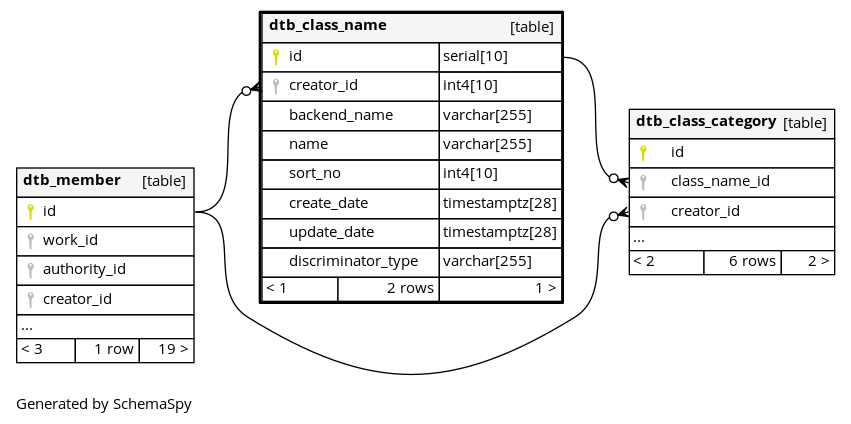 dtb_class_name [table]
id serial[10]
creator_id int4[10]
backend_name varchar[255]
name varchar[255]
sort_no int4[10]
create_date timestamptz[28]
update_date timestamptz[28]
discriminator_type varchar[255]
< 1 2 rows 1 >
dtb_member [table]
id
work_id
authority_id
creator_id
...
< 3 1 row 19 >
dtb_class_category [table]
id
class_name_id
creator_id
...
< 2 6 rows 2 >
Generated by SchemaSpy